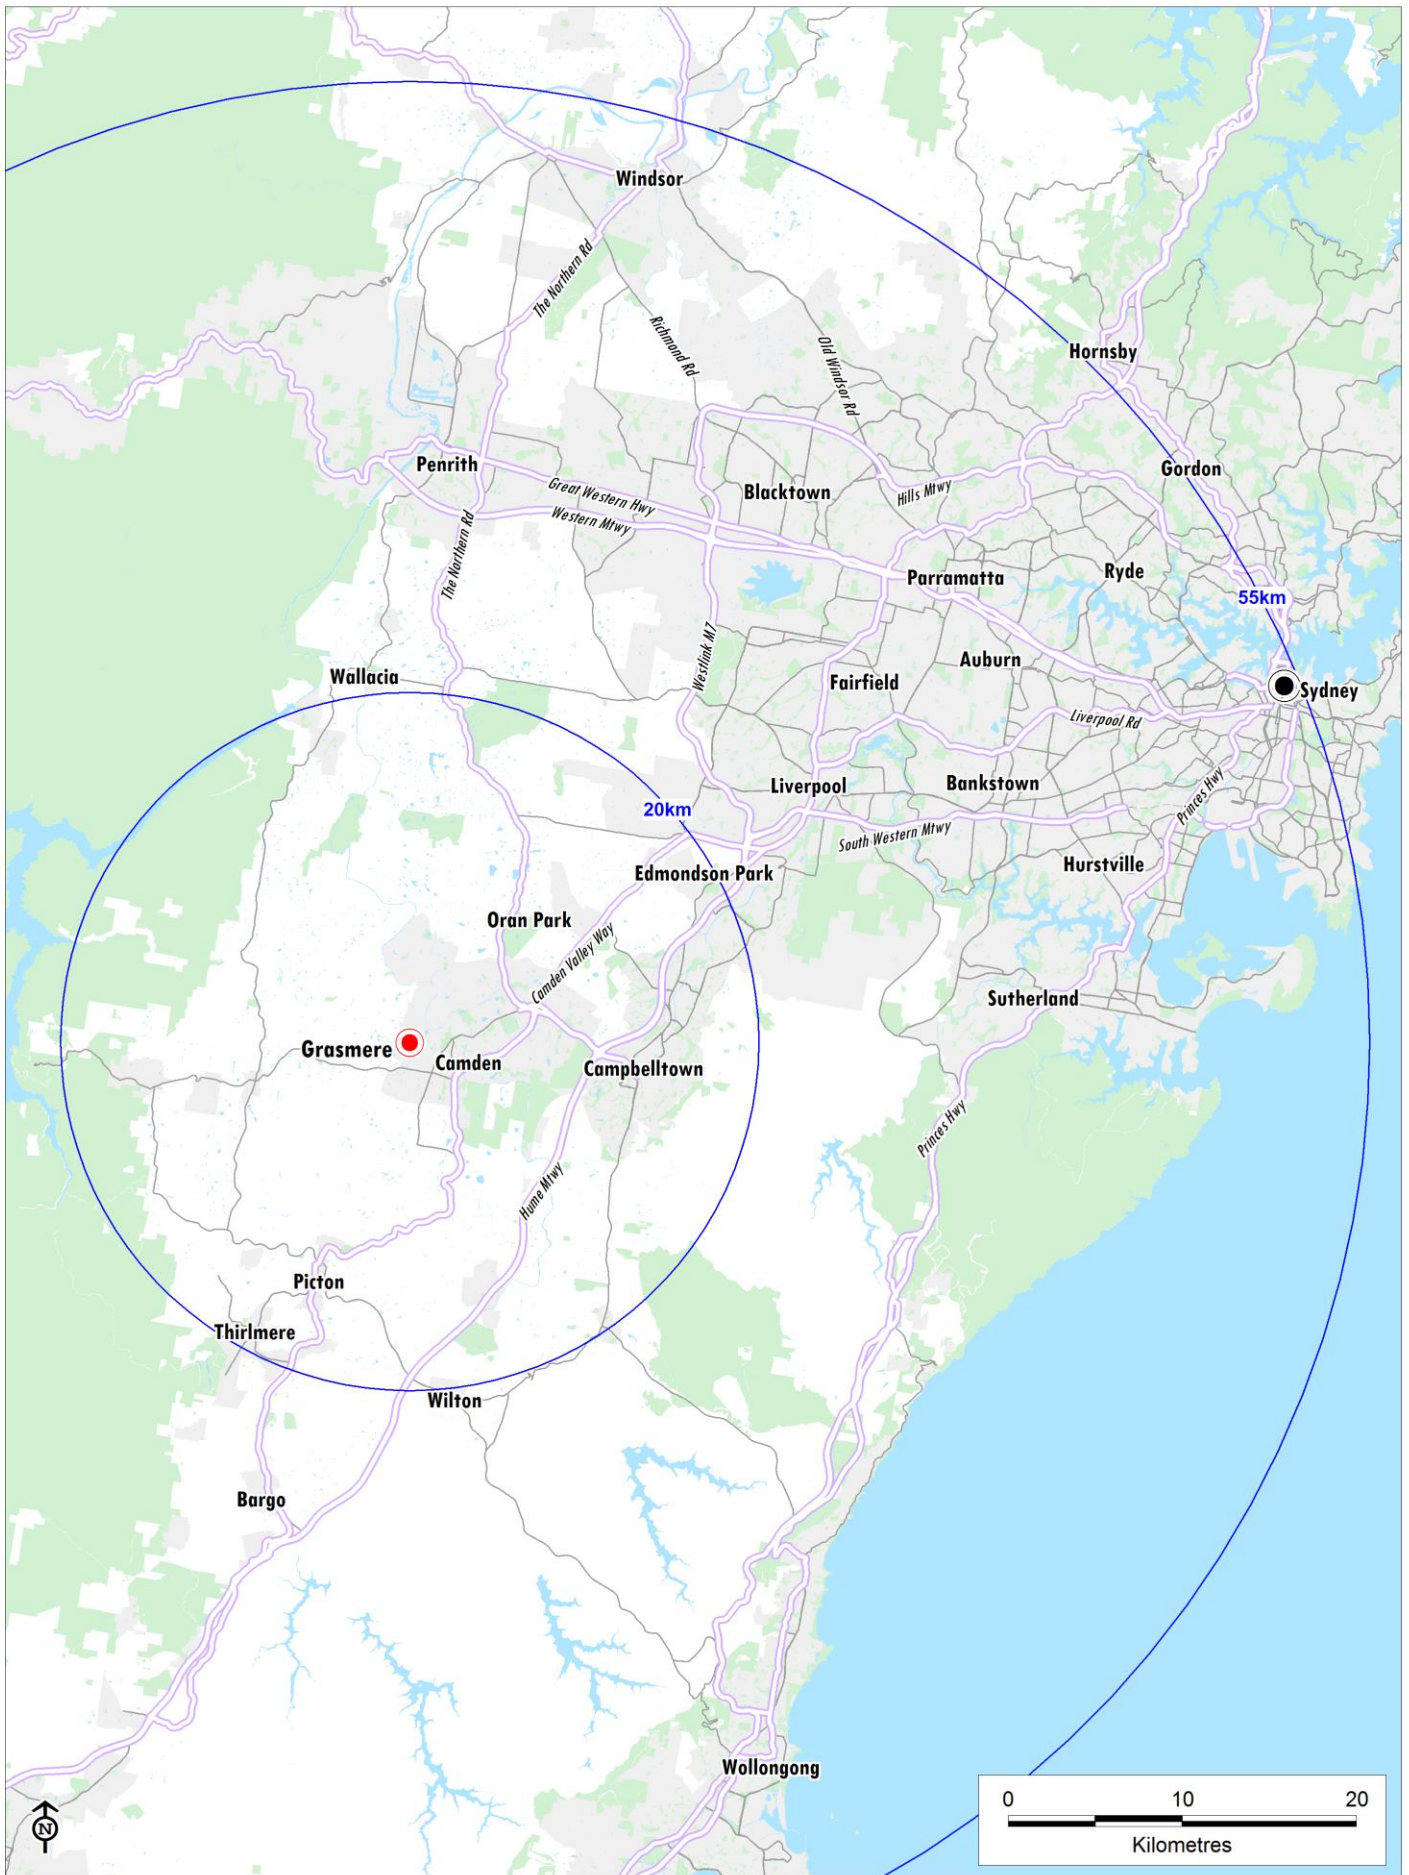 Windsor
The Northern Rd
Richmond Rd
Old Windsor Rd
Hornsby
Penrith
Gordon
Blacktown
Great Western Hwy
Hills Mtwy
Western Mtwy
The Northern Rd
Parramatta
Ryde
55km
Westlink M7
Auburn
Wallacia
Fairfield
Sydney
Liverpool Rd
Liverpool
Bankstown
Princes Hwy
20km
South Western Mtwy
Hurstville
Edmondson Park
Oran Park
Camden Valley Way
Sutherland
Grasmere
Camden
Campbelltown
Princes Hwy
Hume Mtwy
Picton
Thirlmere
Wilton
Bargo
Wollongong
N
0 10 20
Kilometres